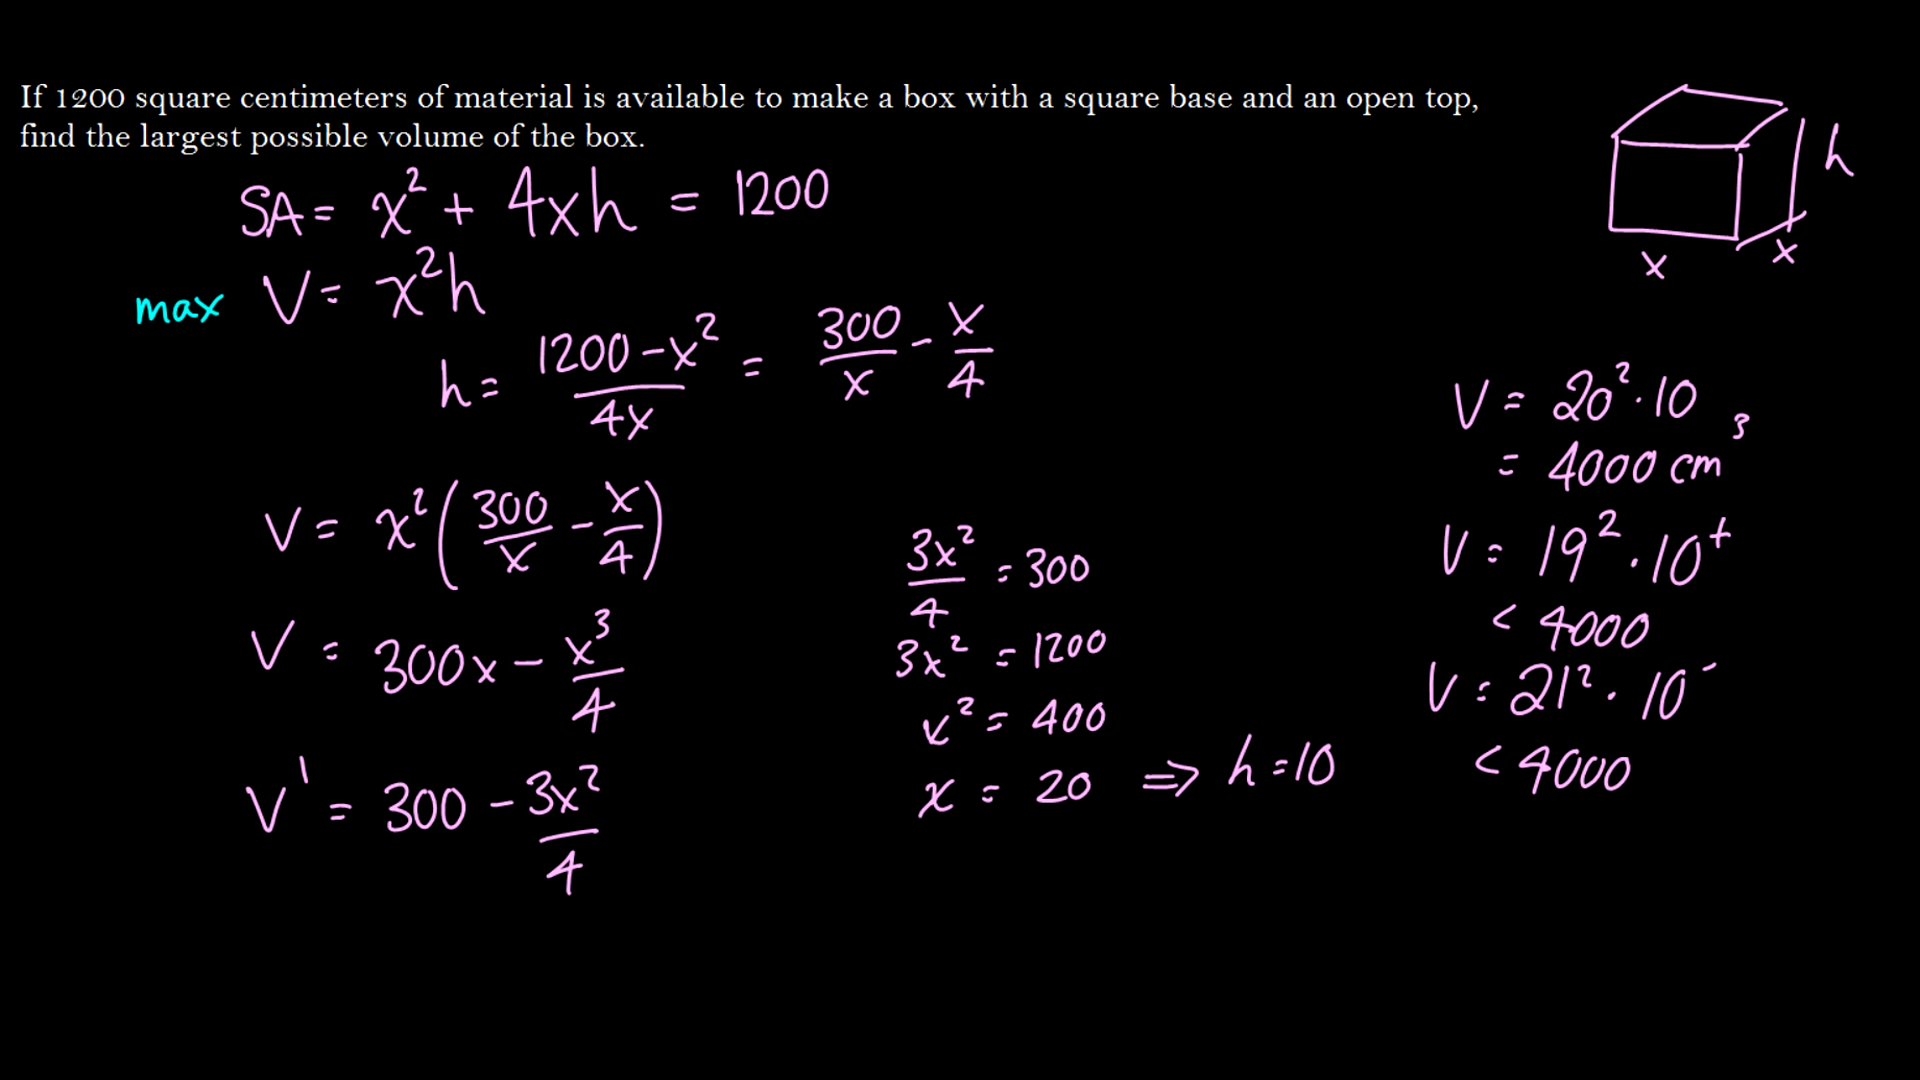 If 1200 square centimeters of material is available to make a box with a square base and an open top,
find the largest possible volume of the box.
SA = x² + 4xh = 1200
max V = x²h
h = (1200 - x²)/(4x) = 300/x - x/4
V = x²(300/x - x/4)
V = 300x - x³/4
V' = 300 - 3x²/4
3x²/4 = 300
3x² = 1200
x² = 400
x = 20 ⇒ h = 10
h
x
x
V = 20² · 10
= 4000 cm³
V = 19² · 10⁺
< 4000
V = 21² · 10⁻
< 4000